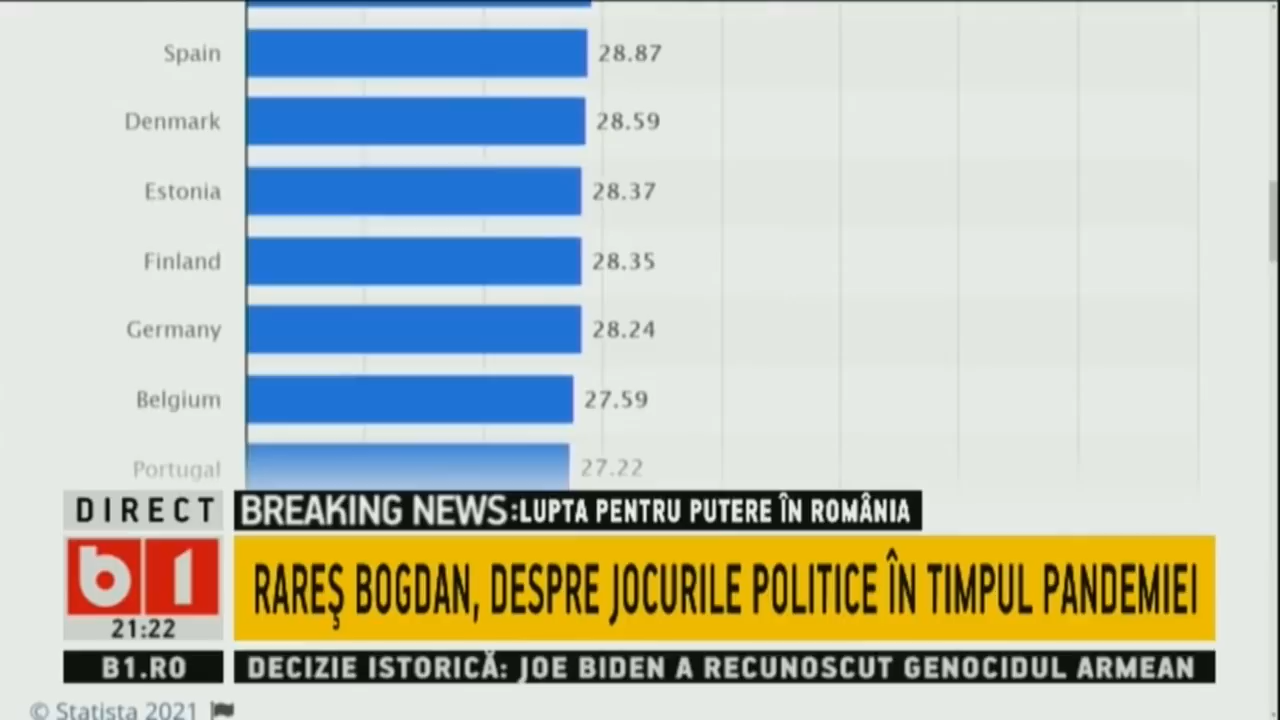 Spain 28.87
Denmark 28.59
Estonia 28.37
Finland 28.35
Germany 28.24
Belgium 27.59
Portugal 27.22
DIRECT
BREAKING NEWS:LUPTA PENTRU PUTERE ÎN ROMÂNIA
b1
RAREŞ BOGDAN, DESPRE JOCURILE POLITICE ÎN TIMPUL PANDEMIEI
21:22
B1.RO
DECIZIE ISTORICĂ: JOE BIDEN A RECUNOSCUT GENOCIDUL ARMEAN
© Statista 2021